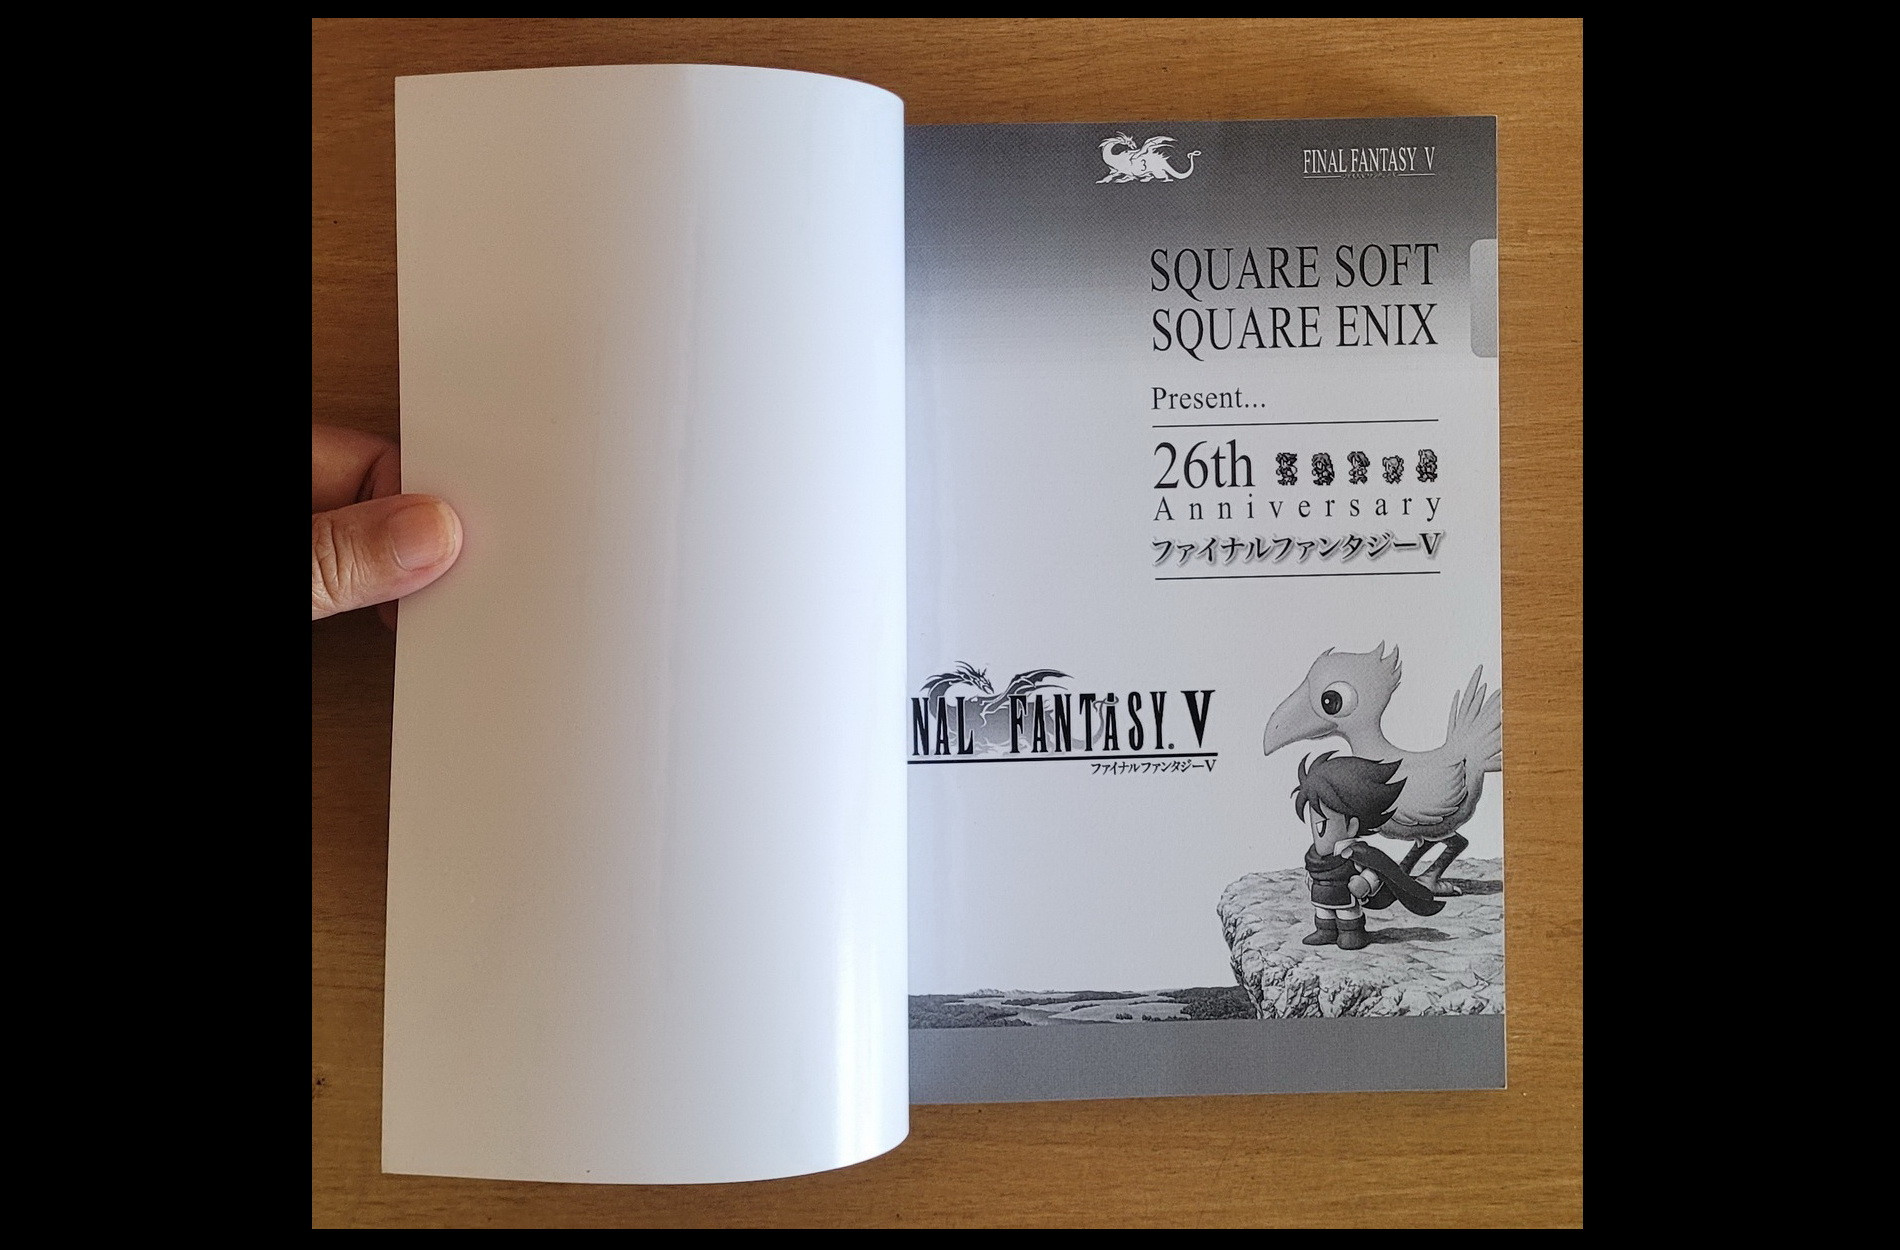 FINAL FANTASY V
SQUARE SOFT
SQUARE ENIX
Present...
26th
Anniversary
ファイナルファンタジーV
NAL FANTASY. V
ファイナルファンタジーV